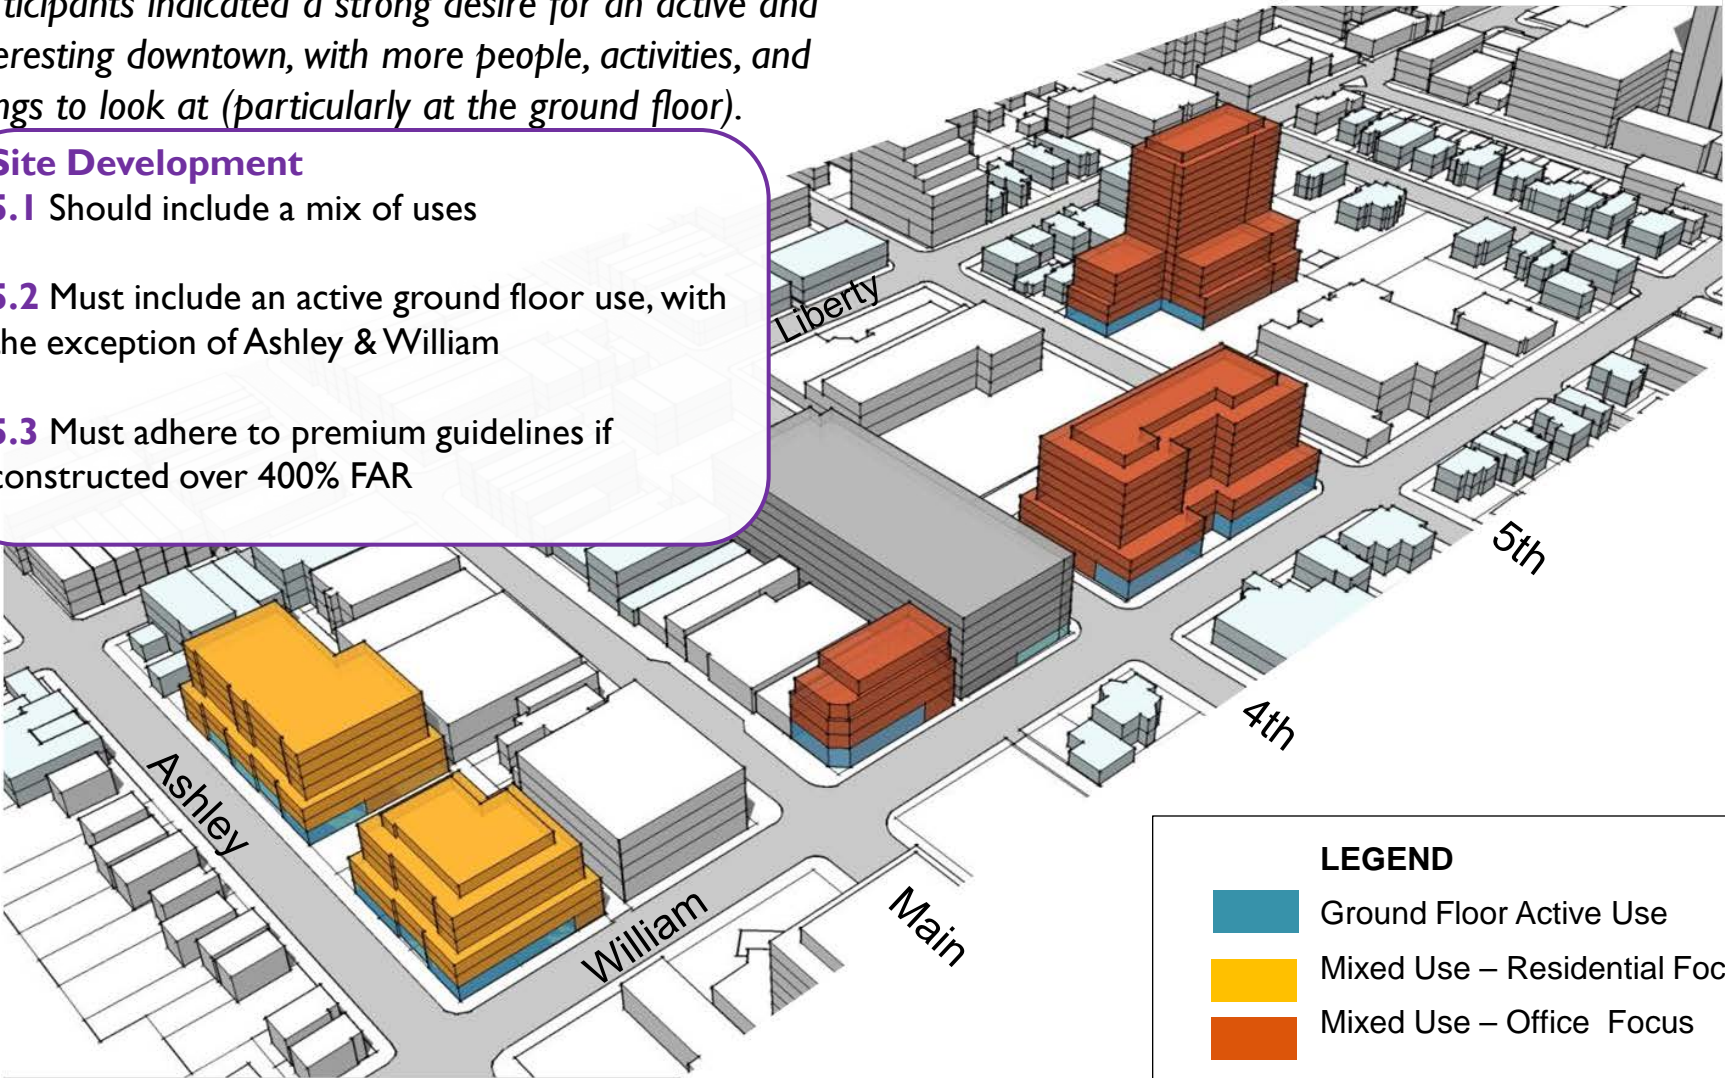 ticipants indicated a strong desire for an active and
eresting downtown, with more people, activities, and
ngs to look at (particularly at the ground floor).
Site Development
5.1 Should include a mix of uses
5.2 Must include an active ground floor use, with
the exception of Ashley & William
5.3 Must adhere to premium guidelines if
constructed over 400% FAR
Liberty
5th
4th
Ashley
William
Main
LEGEND
Ground Floor Active Use
Mixed Use – Residential Foc
Mixed Use – Office Focus